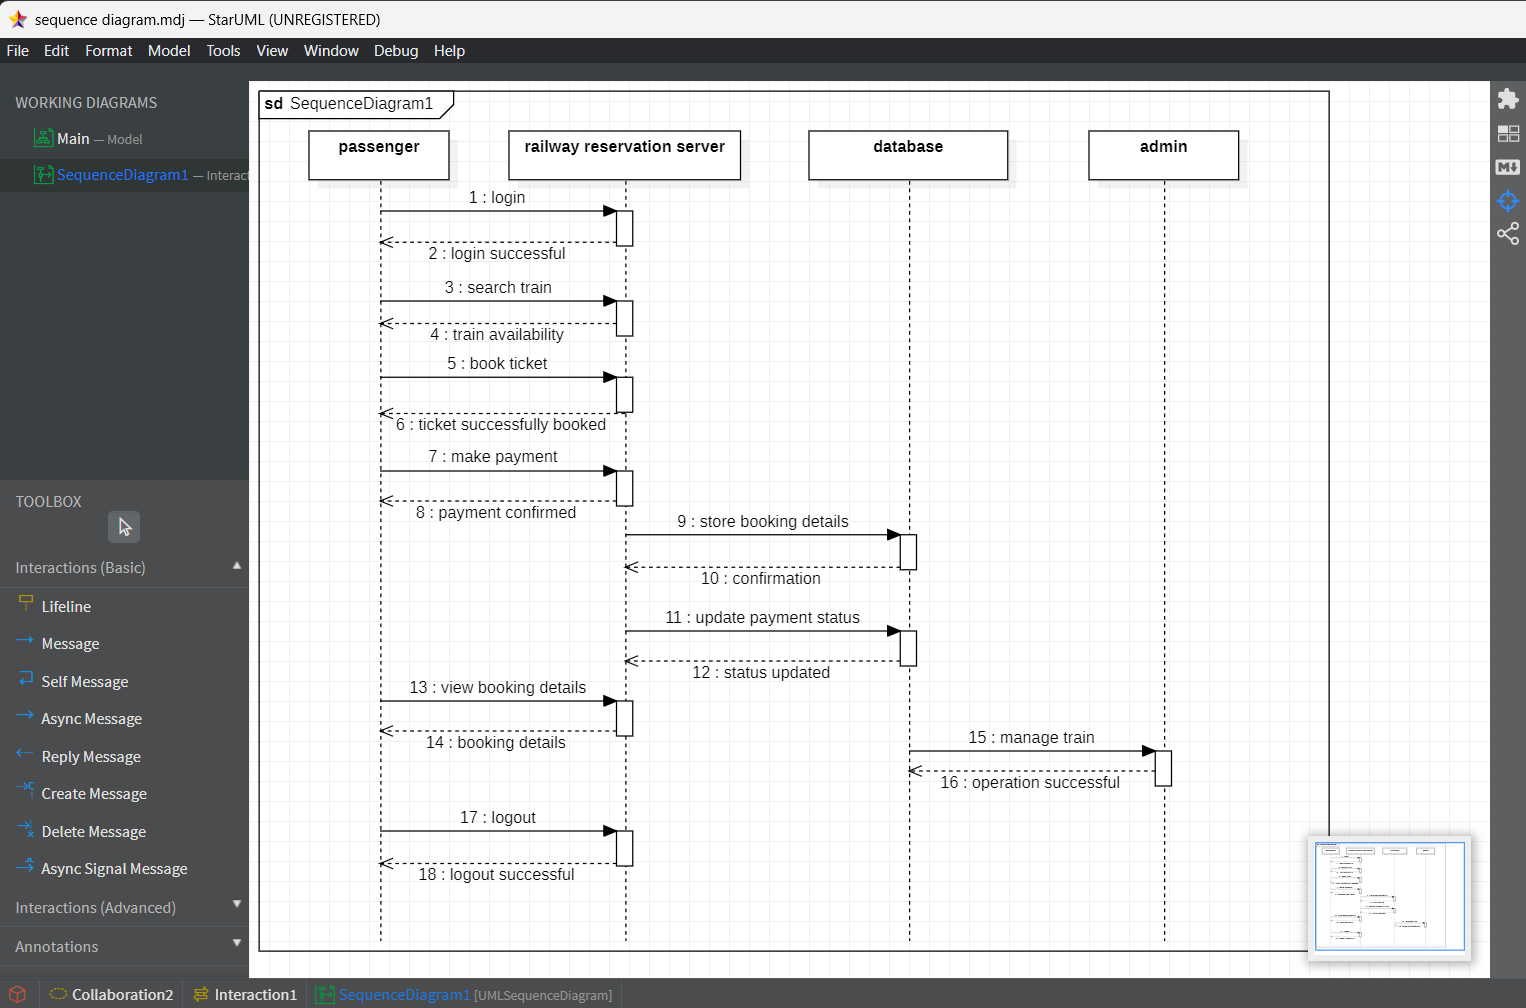 sequence diagram.mdj — StarUML (UNREGISTERED)
File Edit Format Model Tools View Window Debug Help
WORKING DIAGRAMS
Main — Model
SequenceDiagram1 — Interact
TOOLBOX
Interactions (Basic)
Lifeline
Message
Self Message
Async Message
Reply Message
Create Message
Delete Message
Async Signal Message
Interactions (Advanced)
Annotations
sd SequenceDiagram1
passenger railway reservation server database admin
1 : login
2 : login successful
3 : search train
4 : train availability
5 : book ticket
6 : ticket successfully booked
7 : make payment
8 : payment confirmed
9 : store booking details
10 : confirmation
11 : update payment status
12 : status updated
13 : view booking details
14 : booking details
15 : manage train
16 : operation successful
17 : logout
18 : logout successful
M
Collaboration2 Interaction1 SequenceDiagram1 [UMLSequenceDiagram]